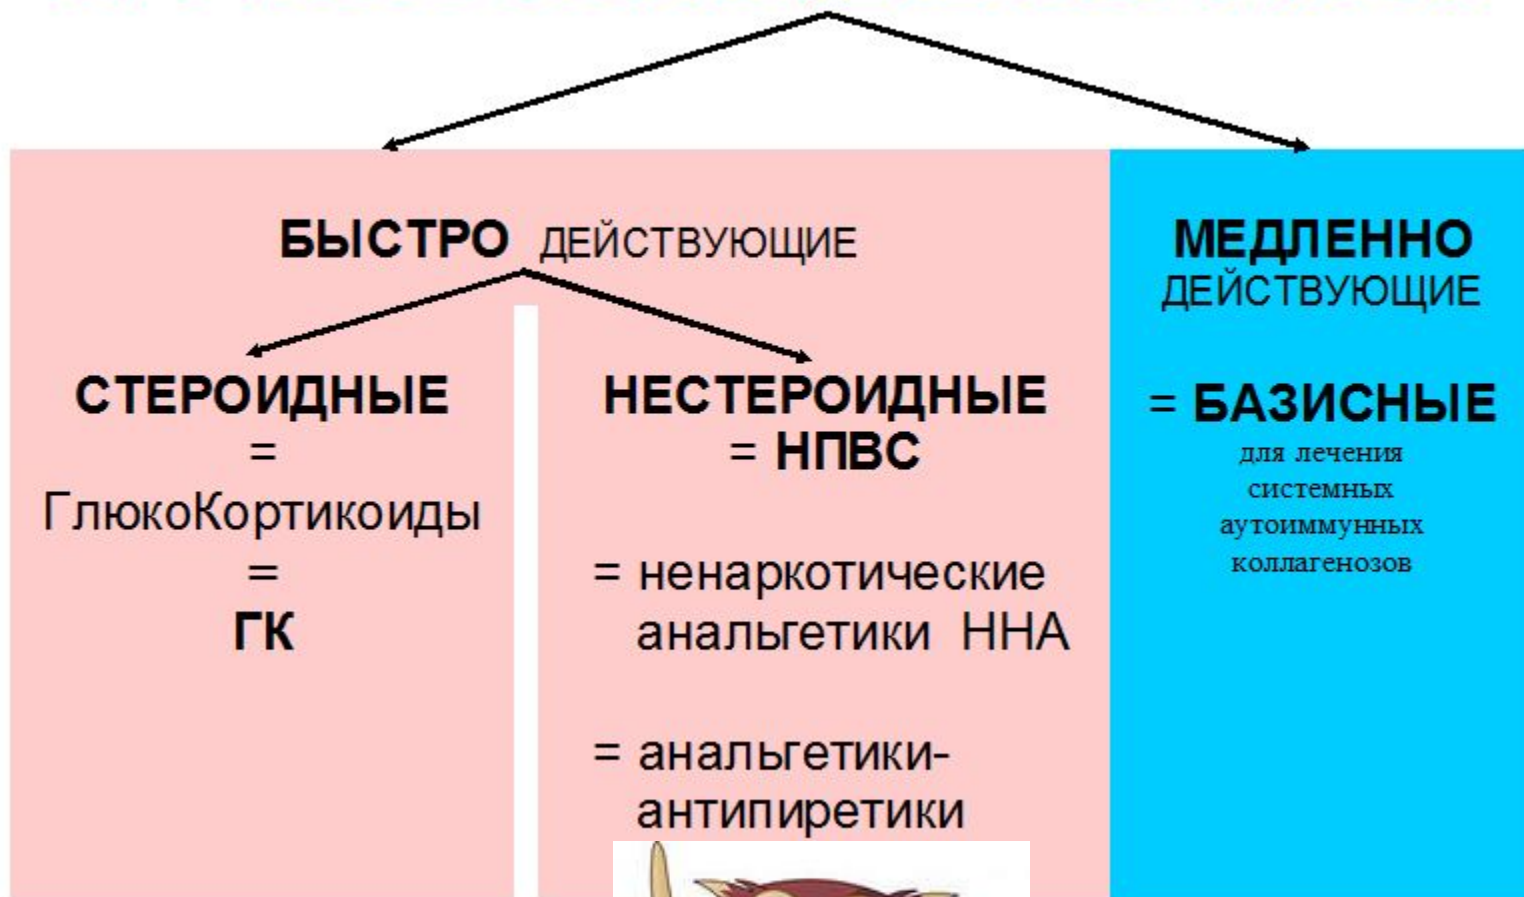 БЫСТРО ДЕЙСТВУЮЩИЕ
СТЕРОИДНЫЕ
=
ГлюкоКортикоиды
=
ГК
НЕСТЕРОИДНЫЕ
= НПВС
= ненаркотические
анальгетики ННА
= анальгетики-
антипиретики
МЕДЛЕННО
ДЕЙСТВУЮЩИЕ
= БАЗИСНЫЕ
для лечения
системных
аутоиммунных
коллагенозов